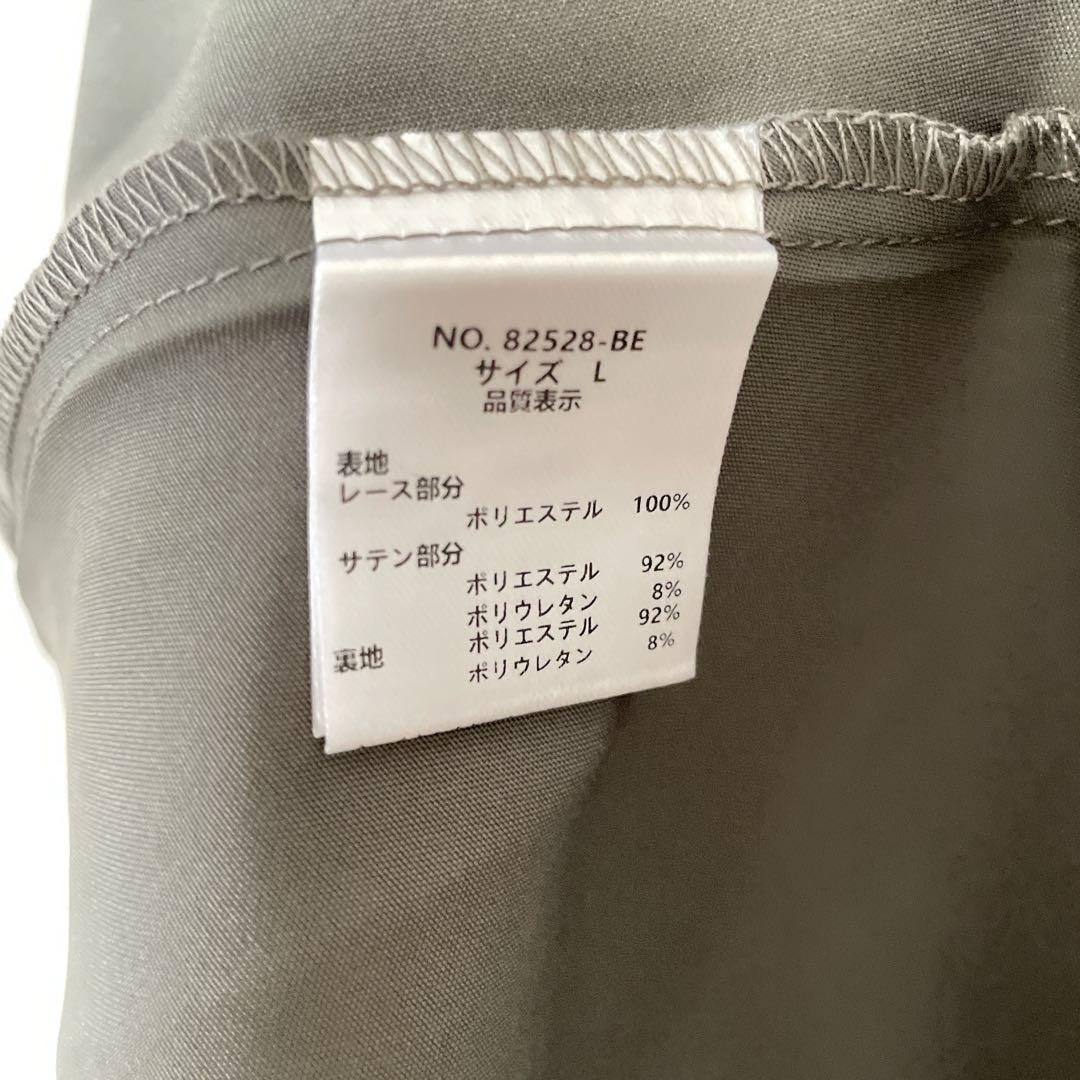 NO. 82528-BE
サイズ L
品質表示
表地
レース部分
ポリエステル 100%
サテン部分
ポリエステル 92%
ポリウレタン 8%
裏地 ポリエステル 92%
ポリウレタン 8%